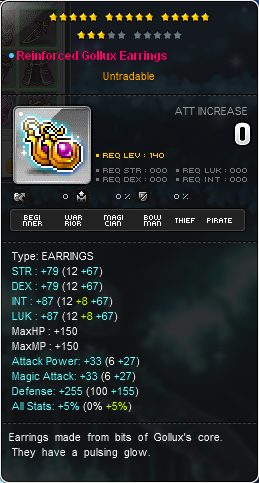 Reinforced Gollux Earrings
Untradable
ATT INCREASE
0
REQ LEV : 140
REQ STR : 000 REQ LUK : 000
REQ DEX : 000 REQ INT : 000
0 0 % 0 %
BEGINNER WARRIOR MAGICIAN BOWMAN THIEF PIRATE
Type: EARRINGS
STR : +79 (12 +67)
DEX : +79 (12 +67)
INT : +87 (12 +8 +67)
LUK : +87 (12 +8 +67)
MaxHP : +150
MaxMP : +150
Attack Power: +33 (6 +27)
Magic Attack: +33 (6 +27)
Defense: +255 (100 +155)
All Stats: +5% (0% +5%)
Earrings made from bits of Gollux's core.
They have a pulsing glow.